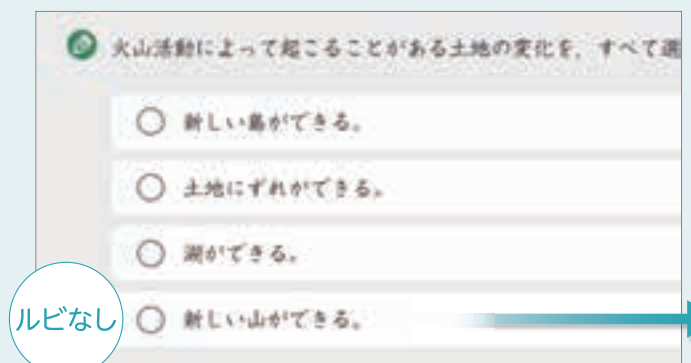 火山活動によって起こることがある土地の変化を、すべて選
新しい島ができる。
土地にずれができる。
湖ができる。
新しい山ができる。
ルビなし